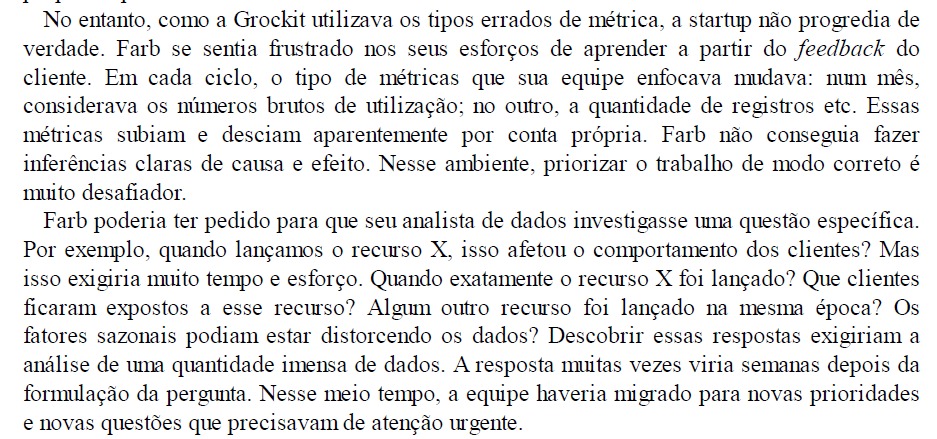 No entanto, como a Grockit utilizava os tipos errados de métrica, a startup não progredia de
verdade. Farb se sentia frustrado nos seus esforços de aprender a partir do feedback do
cliente. Em cada ciclo, o tipo de métricas que sua equipe enfocava mudava: num mês,
considerava os números brutos de utilização; no outro, a quantidade de registros etc. Essas
métricas subiam e desciam aparentemente por conta própria. Farb não conseguia fazer
inferências claras de causa e efeito. Nesse ambiente, priorizar o trabalho de modo correto é
muito desafiador.
Farb poderia ter pedido para que seu analista de dados investigasse uma questão específica.
Por exemplo, quando lançamos o recurso X, isso afetou o comportamento dos clientes? Mas
isso exigiria muito tempo e esforço. Quando exatamente o recurso X foi lançado? Que clientes
ficaram expostos a esse recurso? Algum outro recurso foi lançado na mesma época? Os
fatores sazonais podiam estar distorcendo os dados? Descobrir essas respostas exigiriam a
análise de uma quantidade imensa de dados. A resposta muitas vezes viria semanas depois da
formulação da pergunta. Nesse meio tempo, a equipe haveria migrado para novas prioridades
e novas questões que precisavam de atenção urgente.